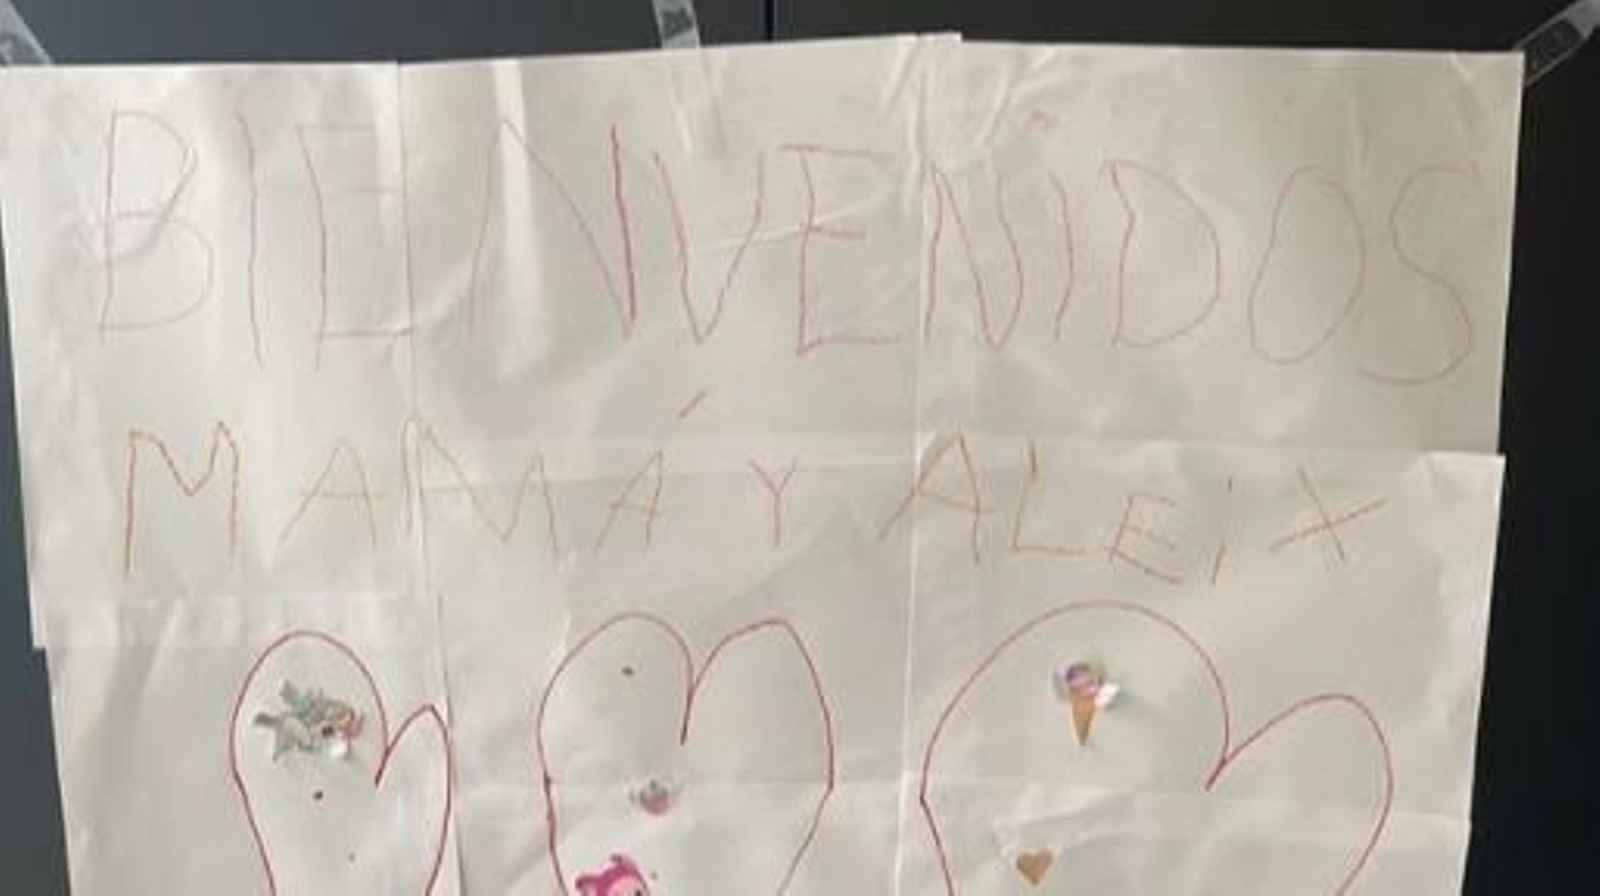 BIENVENiDOS
MAMÁ Y ALEiX